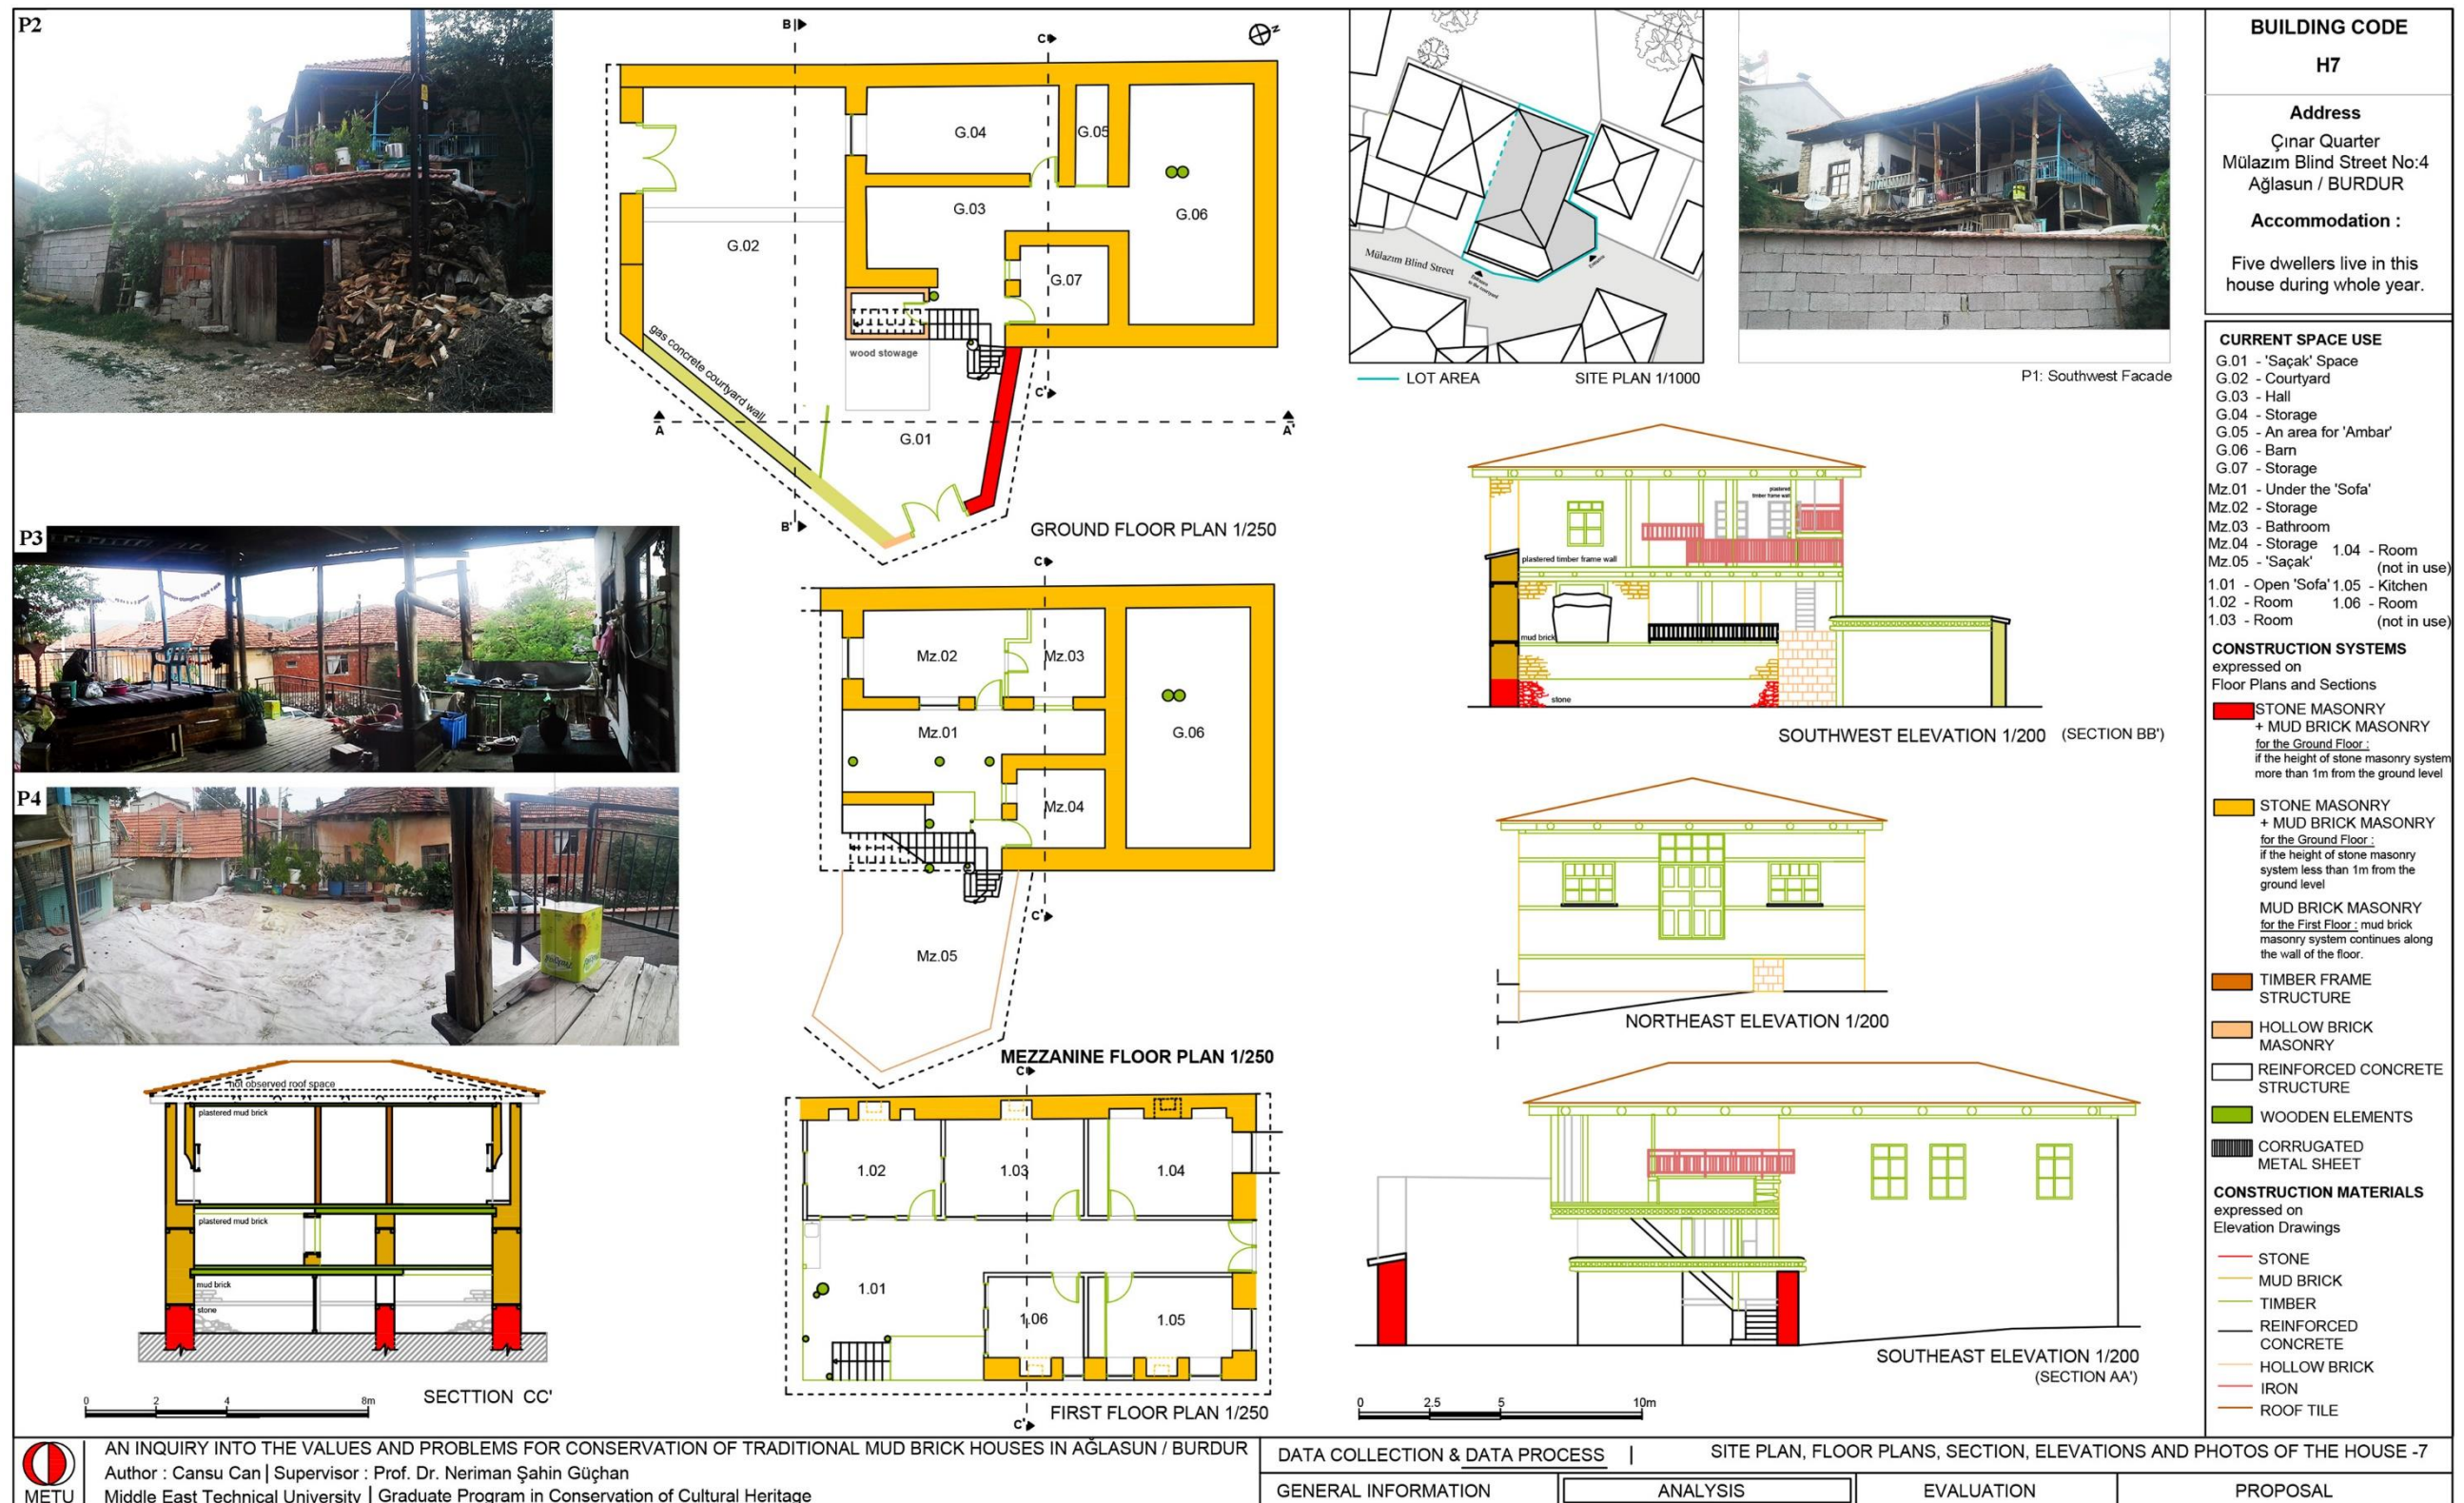 P2
B
C
N
G.04
G.05
G.03
G.06
G.02
G.07
wood stowage
gas concrete courtyard wall
A
A'
G.01
C'
B'
GROUND FLOOR PLAN 1/250
Mülazım Blind Street
LOT AREA
SITE PLAN 1/1000
P1: Southwest Facade
P3
P4
C
Mz.02
Mz.03
Mz.01
G.06
Mz.04
C'
Mz.05
MEZZANINE FLOOR PLAN 1/250
C
1.02
1.03
1.04
1.01
1.06
1.05
C'
FIRST FLOOR PLAN 1/250
plastered
timber frame wall
plastered timber frame wall
mud brick
stone
SOUTHWEST ELEVATION 1/200 (SECTION BB')
NORTHEAST ELEVATION 1/200
SOUTHEAST ELEVATION 1/200
(SECTION AA')
0 2.5 5 10m
not observed roof space
plastered mud brick
plastered mud brick
mud brick
stone
SECTTION CC'
0 2 4 8m
BUILDING CODE
H7
Address
Çınar Quarter
Mülazım Blind Street No:4
Ağlasun / BURDUR
Accommodation :
Five dwellers live in this
house during whole year.
CURRENT SPACE USE
G.01 - 'Saçak' Space
G.02 - Courtyard
G.03 - Hall
G.04 - Storage
G.05 - An area for 'Ambar'
G.06 - Barn
G.07 - Storage
Mz.01 - Under the 'Sofa'
Mz.02 - Storage
Mz.03 - Bathroom
Mz.04 - Storage
Mz.05 - 'Saçak'
1.01 - Open 'Sofa'
1.02 - Room
1.03 - Room
1.04 - Room
(not in use)
1.05 - Kitchen
1.06 - Room
(not in use)
CONSTRUCTION SYSTEMS
expressed on
Floor Plans and Sections
STONE MASONRY
+ MUD BRICK MASONRY
for the Ground Floor :
if the height of stone masonry system
more than 1m from the ground level
STONE MASONRY
+ MUD BRICK MASONRY
for the Ground Floor :
if the height of stone masonry
system less than 1m from the
ground level
MUD BRICK MASONRY
for the First Floor : mud brick
masonry system continues along
the wall of the floor.
TIMBER FRAME
STRUCTURE
HOLLOW BRICK
MASONRY
REINFORCED CONCRETE
STRUCTURE
WOODEN ELEMENTS
CORRUGATED
METAL SHEET
CONSTRUCTION MATERIALS
expressed on
Elevation Drawings
STONE
MUD BRICK
TIMBER
REINFORCED
CONCRETE
HOLLOW BRICK
IRON
ROOF TILE
METU
AN INQUIRY INTO THE VALUES AND PROBLEMS FOR CONSERVATION OF TRADITIONAL MUD BRICK HOUSES IN AĞLASUN / BURDUR
Author : Cansu Can | Supervisor : Prof. Dr. Neriman Şahin Güçhan
Middle East Technical University | Graduate Program in Conservation of Cultural Heritage
DATA COLLECTION & DATA PROCESS | SITE PLAN, FLOOR PLANS, SECTION, ELEVATIONS AND PHOTOS OF THE HOUSE -7
GENERAL INFORMATION
ANALYSIS
EVALUATION
PROPOSAL